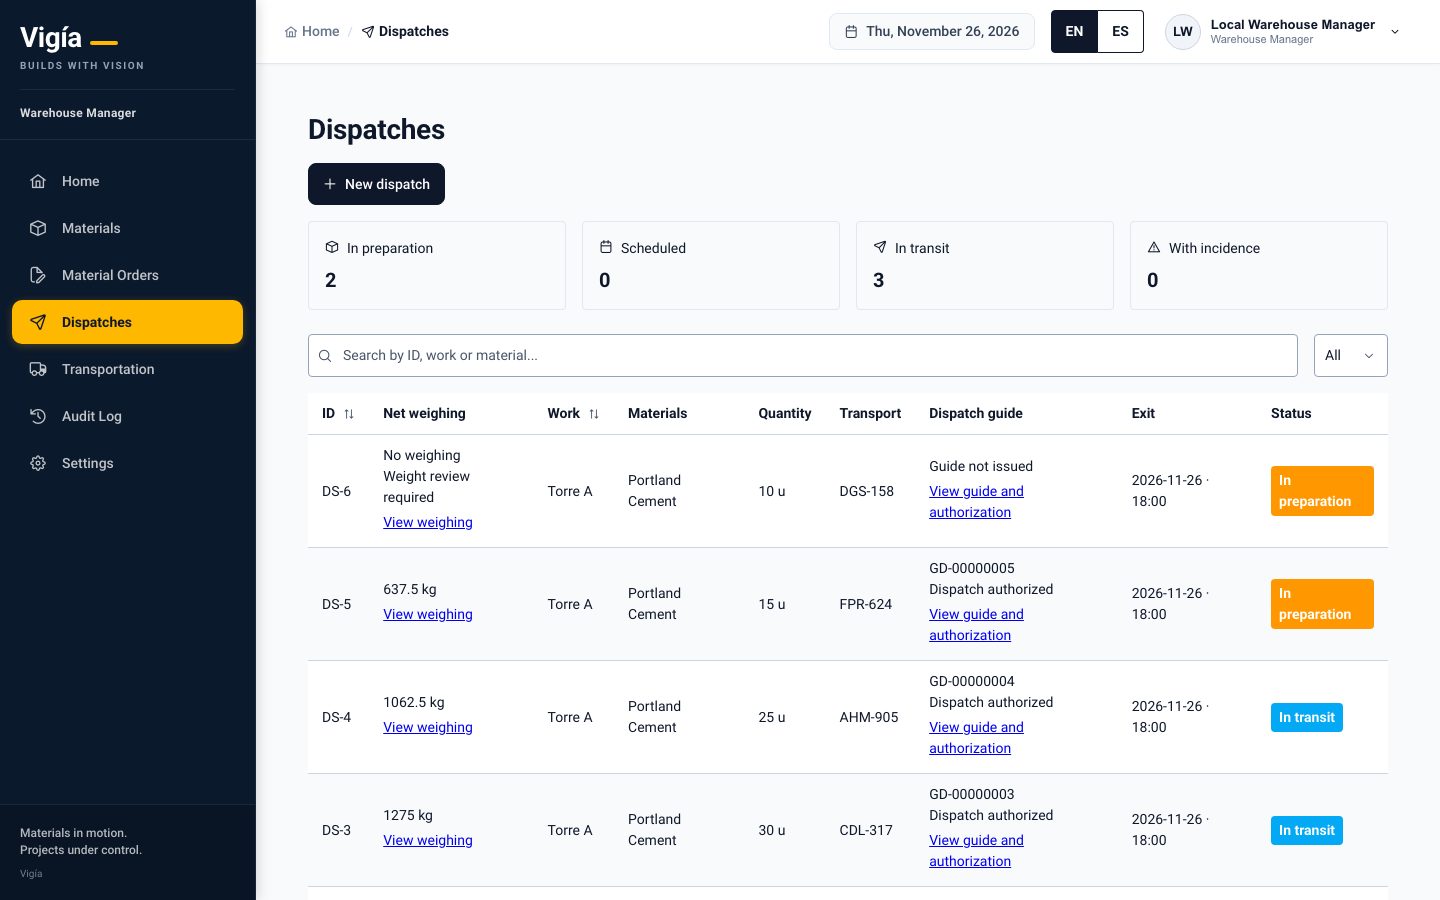 Vigía
BUILDS WITH VISION
Warehouse Manager
Home
Materials
Material Orders
Dispatches
Transportation
Audit Log
Settings
Materials in motion.
Projects under control.
Vigía
Home / Dispatches
Thu, November 26, 2026
EN ES
LW
Local Warehouse Manager
Warehouse Manager
Dispatches
+ New dispatch
In preparation
2
Scheduled
0
In transit
3
With incidence
0
Search by ID, work or material...
All
ID Net weighing Work Materials Quantity Transport Dispatch guide Exit Status
DS-6
No weighing
Weight review
required
View weighing
Torre A
Portland
Cement
10 u
DGS-158
Guide not issued
View guide and
authorization
2026-11-26 ·
18:00
In
preparation
DS-5
637.5 kg
View weighing
Torre A
Portland
Cement
15 u
FPR-624
GD-00000005
Dispatch authorized
View guide and
authorization
2026-11-26 ·
18:00
In
preparation
DS-4
1062.5 kg
View weighing
Torre A
Portland
Cement
25 u
AHM-905
GD-00000004
Dispatch authorized
View guide and
authorization
2026-11-26 ·
18:00
In transit
DS-3
1275 kg
View weighing
Torre A
Portland
Cement
30 u
CDL-317
GD-00000003
Dispatch authorized
View guide and
authorization
2026-11-26 ·
18:00
In transit